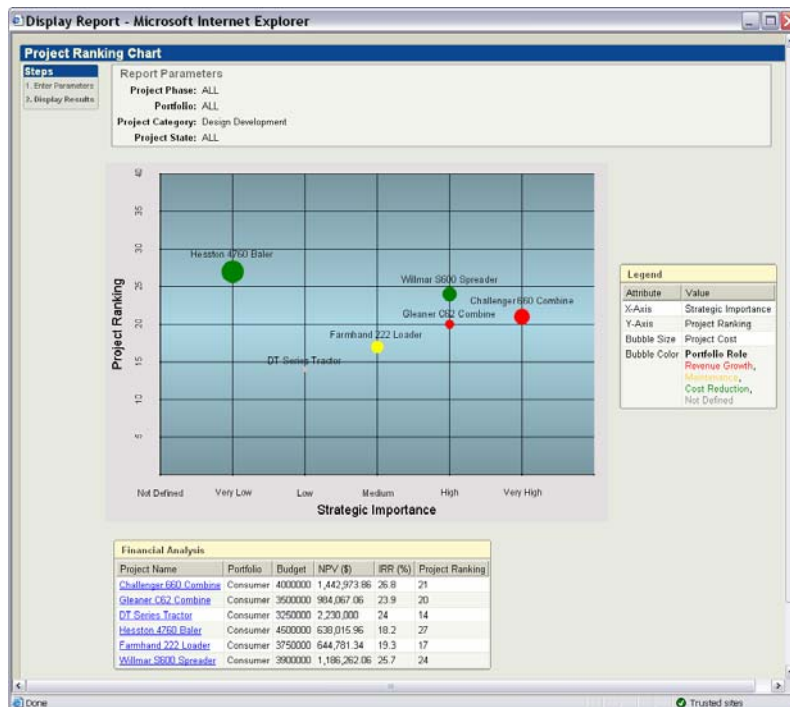 Display Report - Microsoft Internet Explorer
Project Ranking Chart
Steps
1. Enter Parameters
2. Display Results
Report Parameters
Project Phase: ALL
Portfolio: ALL
Project Category: Design Development
Project State: ALL
Project Ranking
40
35
30
25
20
15
10
5
Hesston 4760 Baler
Willmar S600 Spreader
Challenger 660 Combine
Gleaner C62 Combine
Farmhand 222 Loader
DT Series Tractor
Not Defined Very Low Low Medium High Very High
Strategic Importance
Legend
Attribute Value
X-Axis Strategic Importance
Y-Axis Project Ranking
Bubble Size Project Cost
Bubble Color Portfolio Role
Revenue Growth,
Maintenance,
Cost Reduction,
Not Defined
Financial Analysis
Project Name Portfolio Budget NPV ($) IRR (%) Project Ranking
Challenger 660 Combine Consumer 4000000 1,442,973.86 26.8 21
Gleaner C62 Combine Consumer 3500000 984,067.06 23.9 20
DT Series Tractor Consumer 3250000 2,230,000 24 14
Hesston 4760 Baler Consumer 4500000 638,015.96 18.2 27
Farmhand 222 Loader Consumer 3750000 644,781.34 19.3 17
Willmar S600 Spreader Consumer 3900000 1,186,262.06 25.7 24
Done
Trusted sites